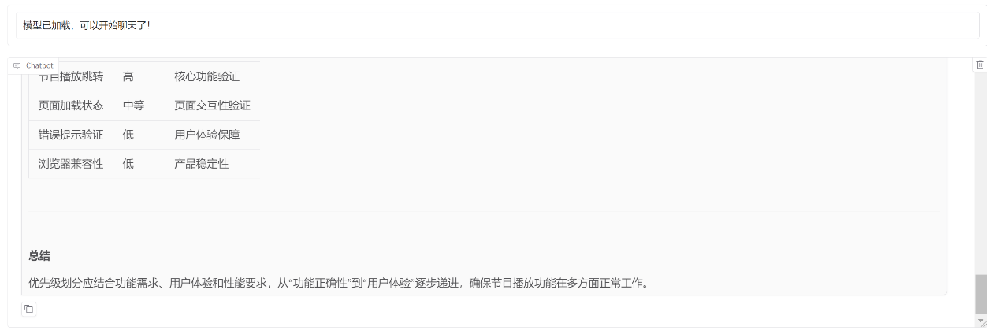 模型已加载，可以开始聊天了！
Chatbot
节目播放跳转 高 核心功能验证
页面加载状态 中等 页面交互性验证
错误提示验证 低 用户体验保障
浏览器兼容性 低 产品稳定性
总结
优先级划分应结合功能需求、用户体验和性能要求，从“功能正确性”到“用户体验”逐步递进，确保节目播放功能在多方面正常工作。